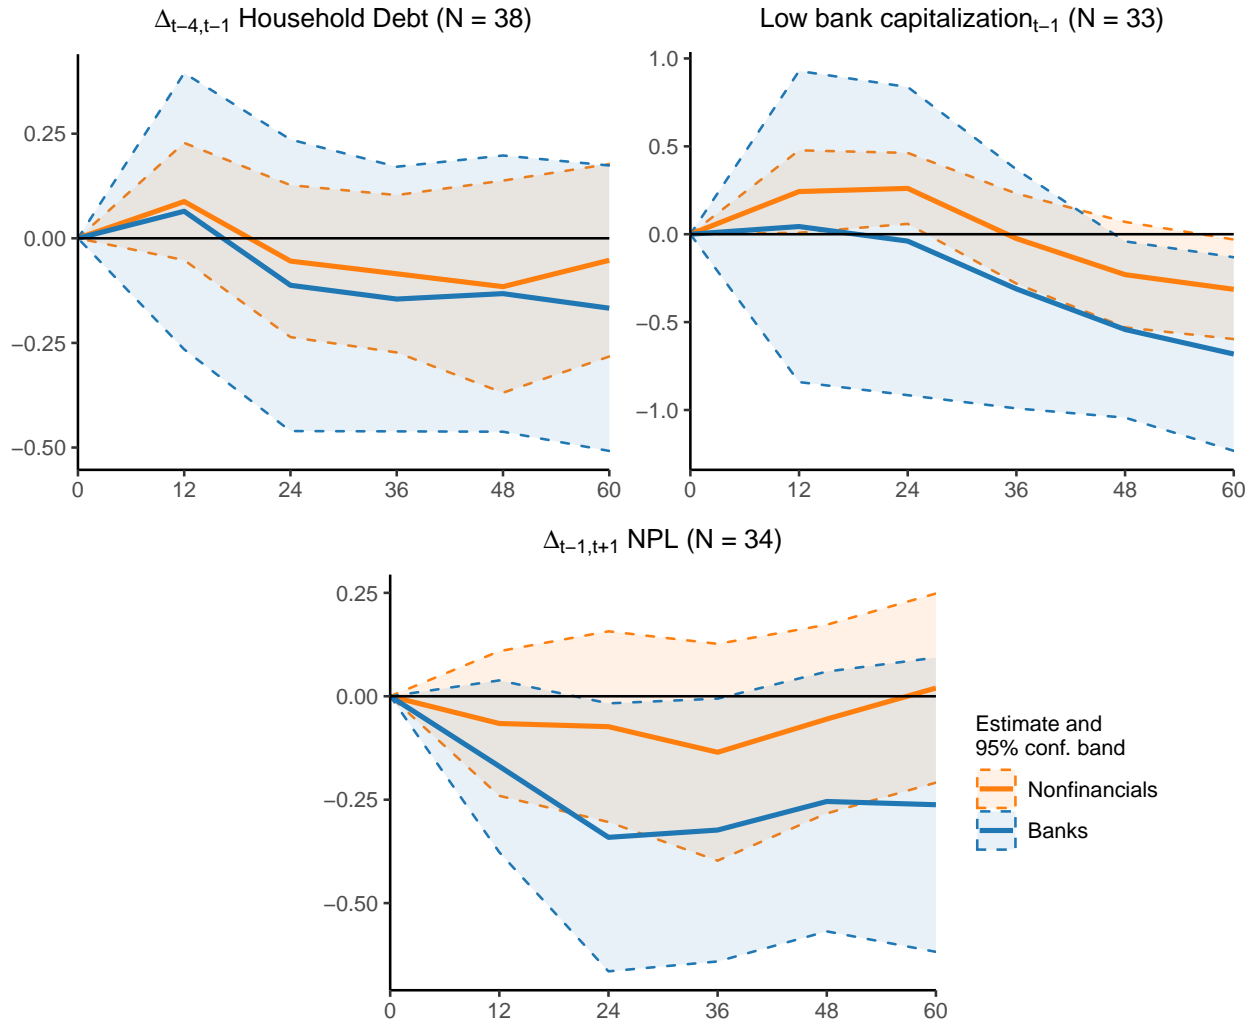 Δt−4,t−1 Household Debt (N = 38)
0.25
0.00
−0.25
−0.50
0 12 24 36 48 60
Low bank capitalizationt−1 (N = 33)
1.0
0.5
0.0
−0.5
−1.0
0 12 24 36 48 60
Δt−1,t+1 NPL (N = 34)
0.25
0.00
−0.25
−0.50
0 12 24 36 48 60
Estimate and
95% conf. band
Nonfinancials
Banks